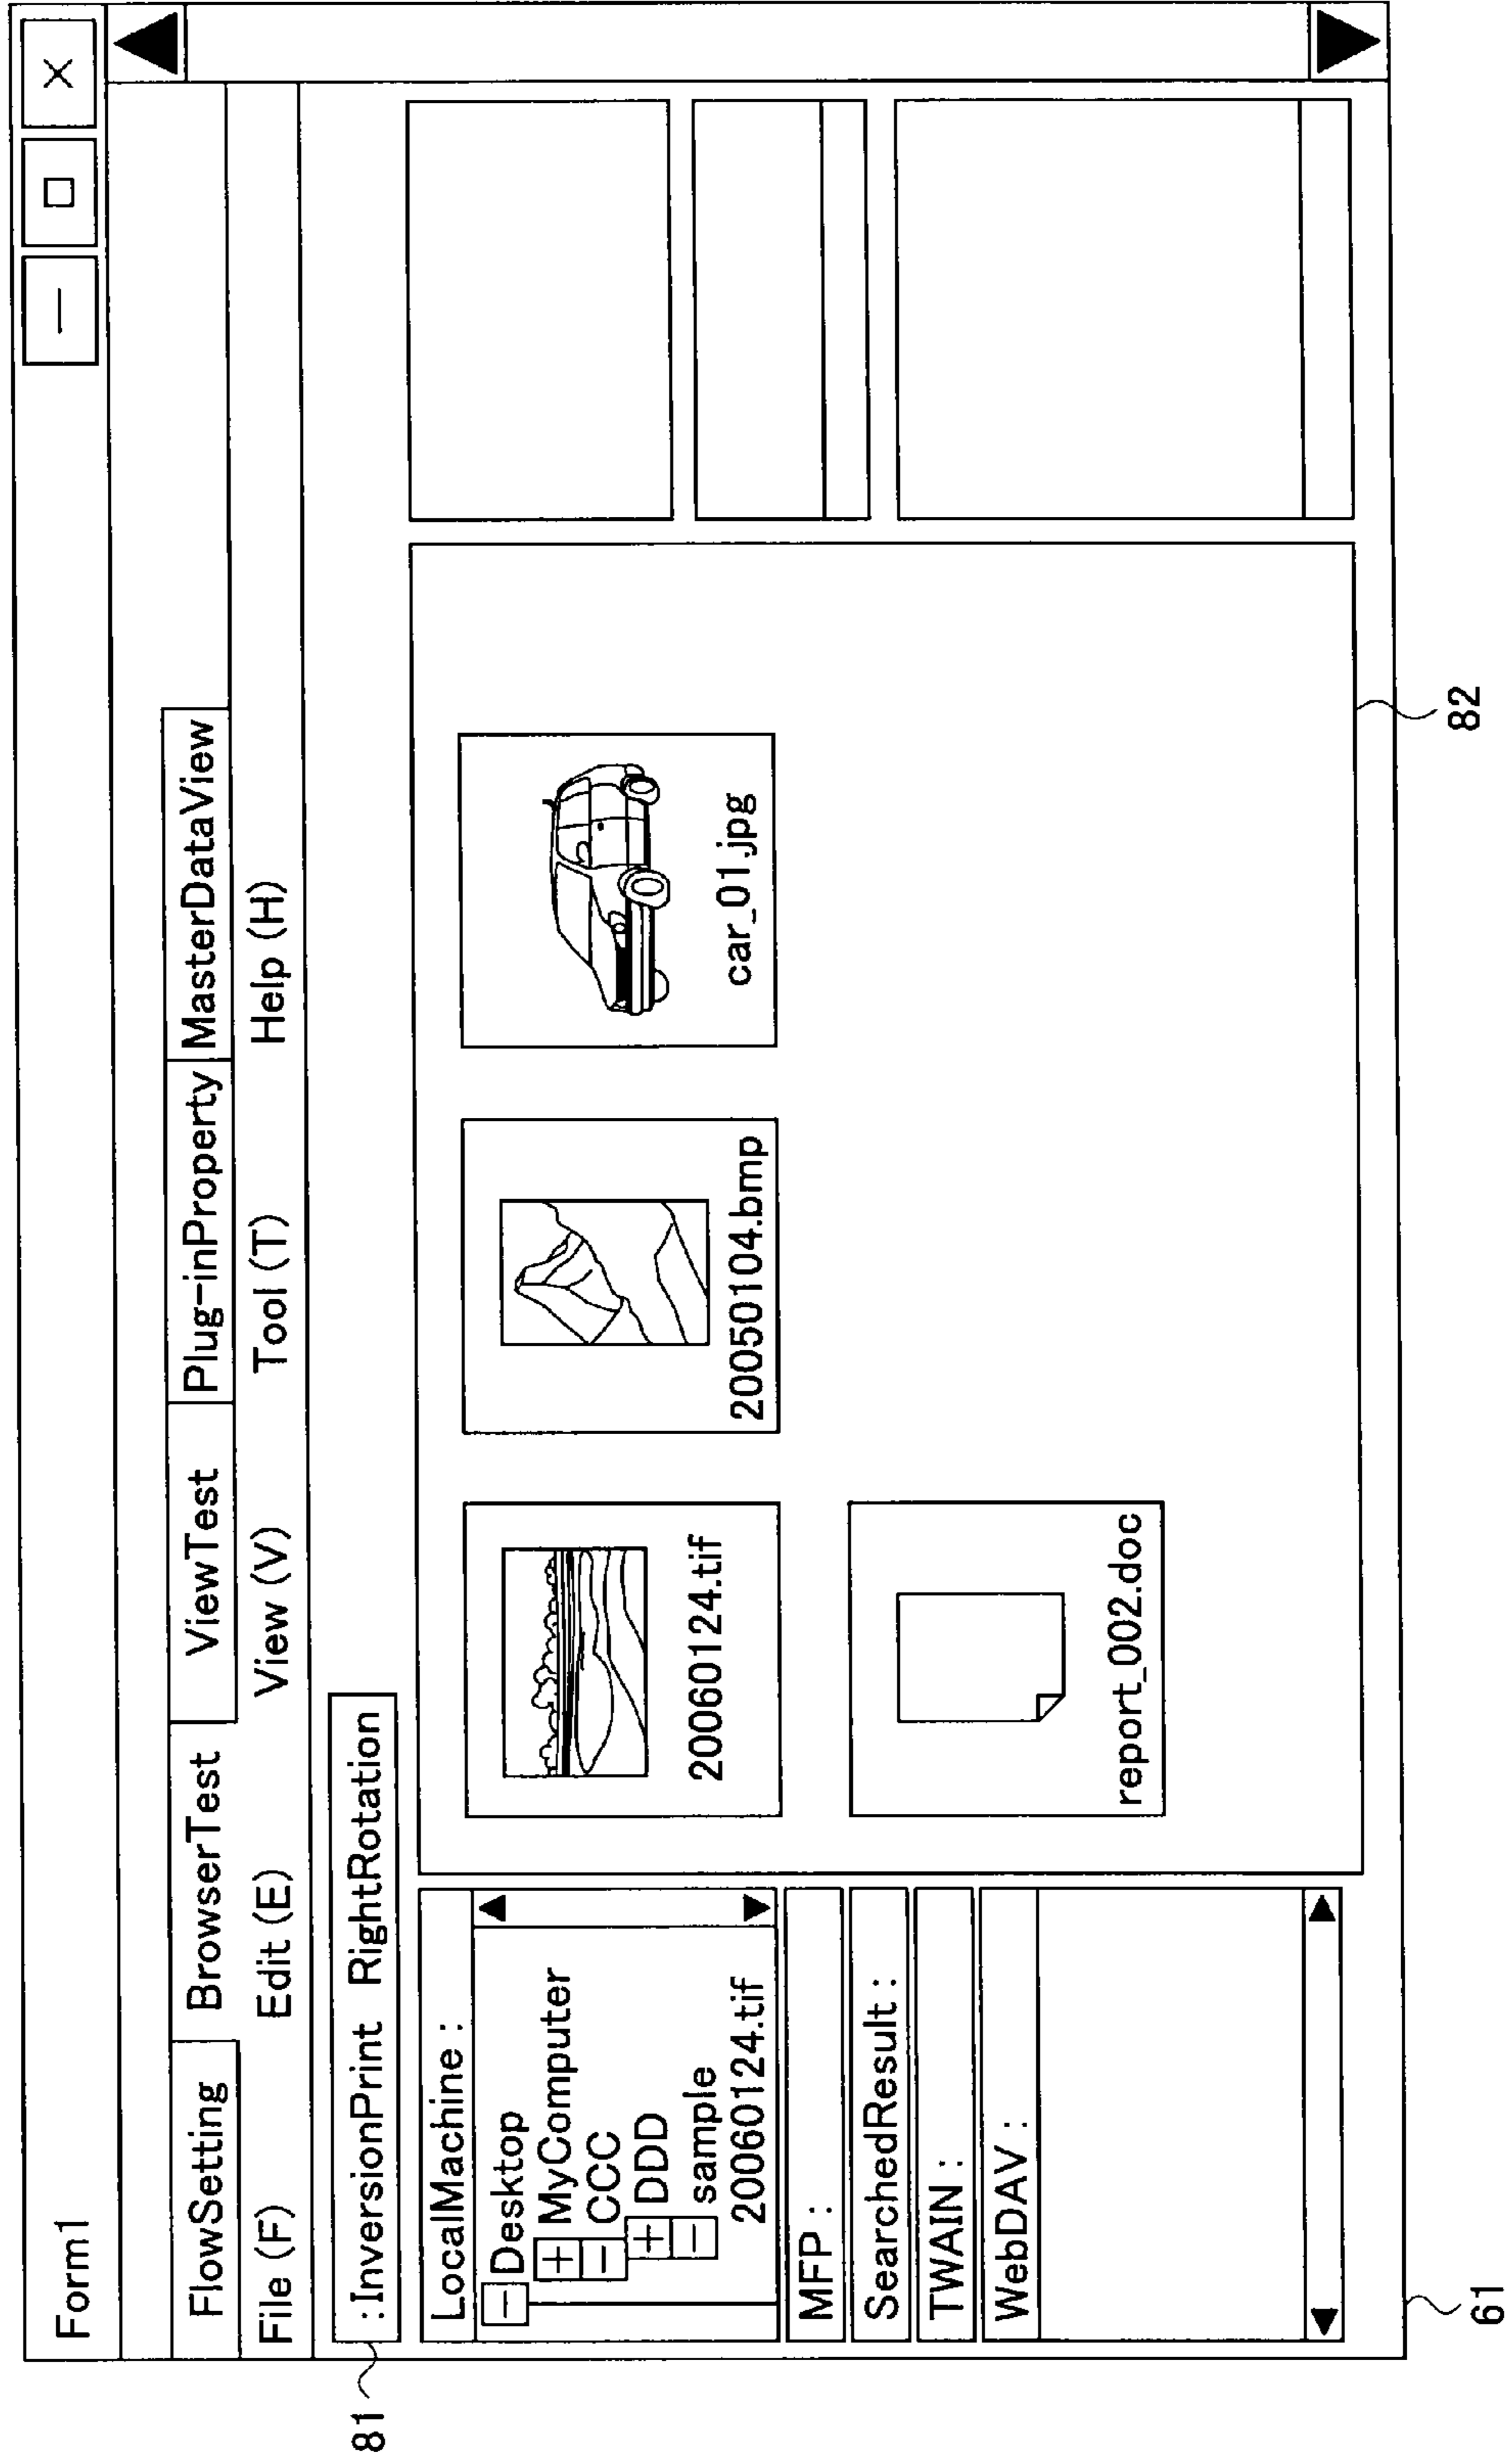 Form1
FlowSetting BrowserTest ViewTest Plug-inProperty MasterDataView
File (F) Edit (E) View (V) Tool (T) Help (H)
81
:InversionPrint RightRotation
LocalMachine :
Desktop
MyComputer
CCC
DDD
sample
20060124.tif
MFP :
SearchedResult :
TWAIN :
WebDAV :
20060124.tif
20050104.bmp
car_01.jpg
report_002.doc
61
82